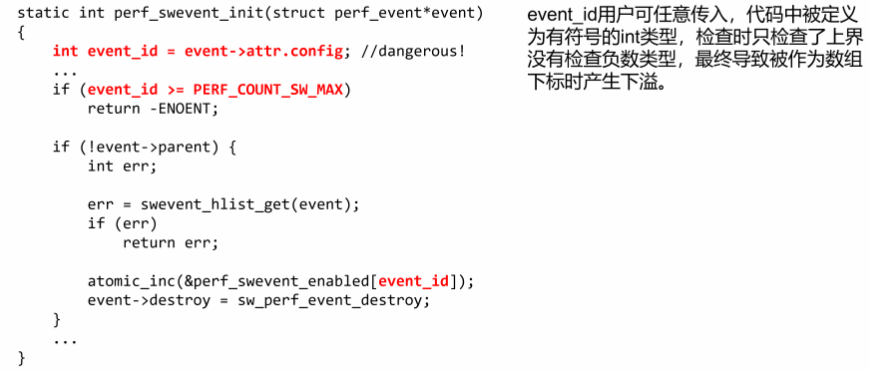 static int perf_swevent_init(struct perf_event*event)
{
    int event_id = event->attr.config; //dangerous!
    ...
    if (event_id >= PERF_COUNT_SW_MAX)
        return -ENOENT;

    if (!event->parent) {
        int err;

        err = swevent_hlist_get(event);
        if (err)
            return err;

        atomic_inc(&perf_swevent_enabled[event_id]);
        event->destroy = sw_perf_event_destroy;
    }
    ...
}
event_id用户可任意传入，代码中被定义
为有符号的int类型，检查时只检查了上界
没有检查负数类型，最终导致被作为数组
下标时产生下溢。